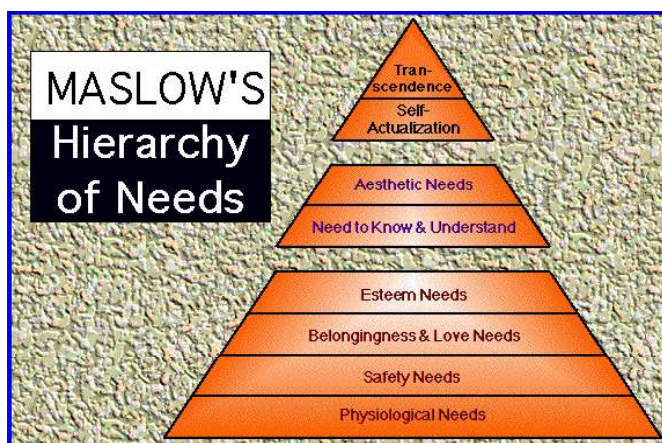 MASLOW'S
Hierarchy
of Needs
Tran-
scendence
Self-
Actualization
Aesthetic Needs
Need to Know & Understand
Esteem Needs
Belongingness & Love Needs
Safety Needs
Physiological Needs